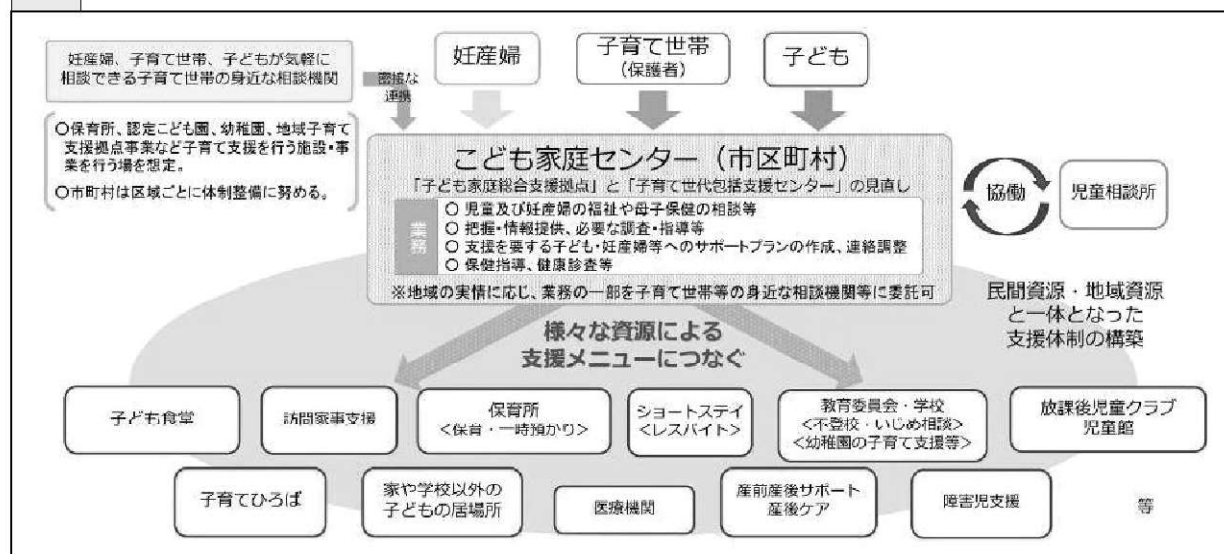 妊産婦、子育て世帯、子どもが気軽に
相談できる子育て世帯の身近な相談機関
○保育所、認定こども園、幼稚園、地域子育て
支援拠点事業など子育て支援を行う施設・事
業を行う場を想定。
○市町村は区域ごとに体制整備に努める。
密接な
連携
妊産婦
子育て世帯
(保護者)
子ども
こども家庭センター（市区町村）
「子ども家庭総合支援拠点」と「子育て世代包括支援センター」の見直し
業務
○ 児童及び妊産婦の福祉や母子保健の相談等
○ 把握・情報提供、必要な調査・指導等
○ 支援を要する子ども・妊産婦等へのサポートプランの作成、連絡調整
○ 保健指導、健康診査等
※地域の実情に応じ、業務の一部を子育て世帯等の身近な相談機関等に委託可
協働
児童相談所
民間資源・地域資源
と一体となった
支援体制の構築
様々な資源による
支援メニューにつなぐ
子ども食堂
訪問家事支援
保育所
<保育・一時預かり>
ショートステイ
<レスパイト>
教育委員会・学校
<不登校・いじめ相談>
<幼稚園の子育て支援等>
放課後児童クラブ
児童館
子育てひろば
家や学校以外の
子どもの居場所
医療機関
産前産後サポート
産後ケア
障害児支援
等